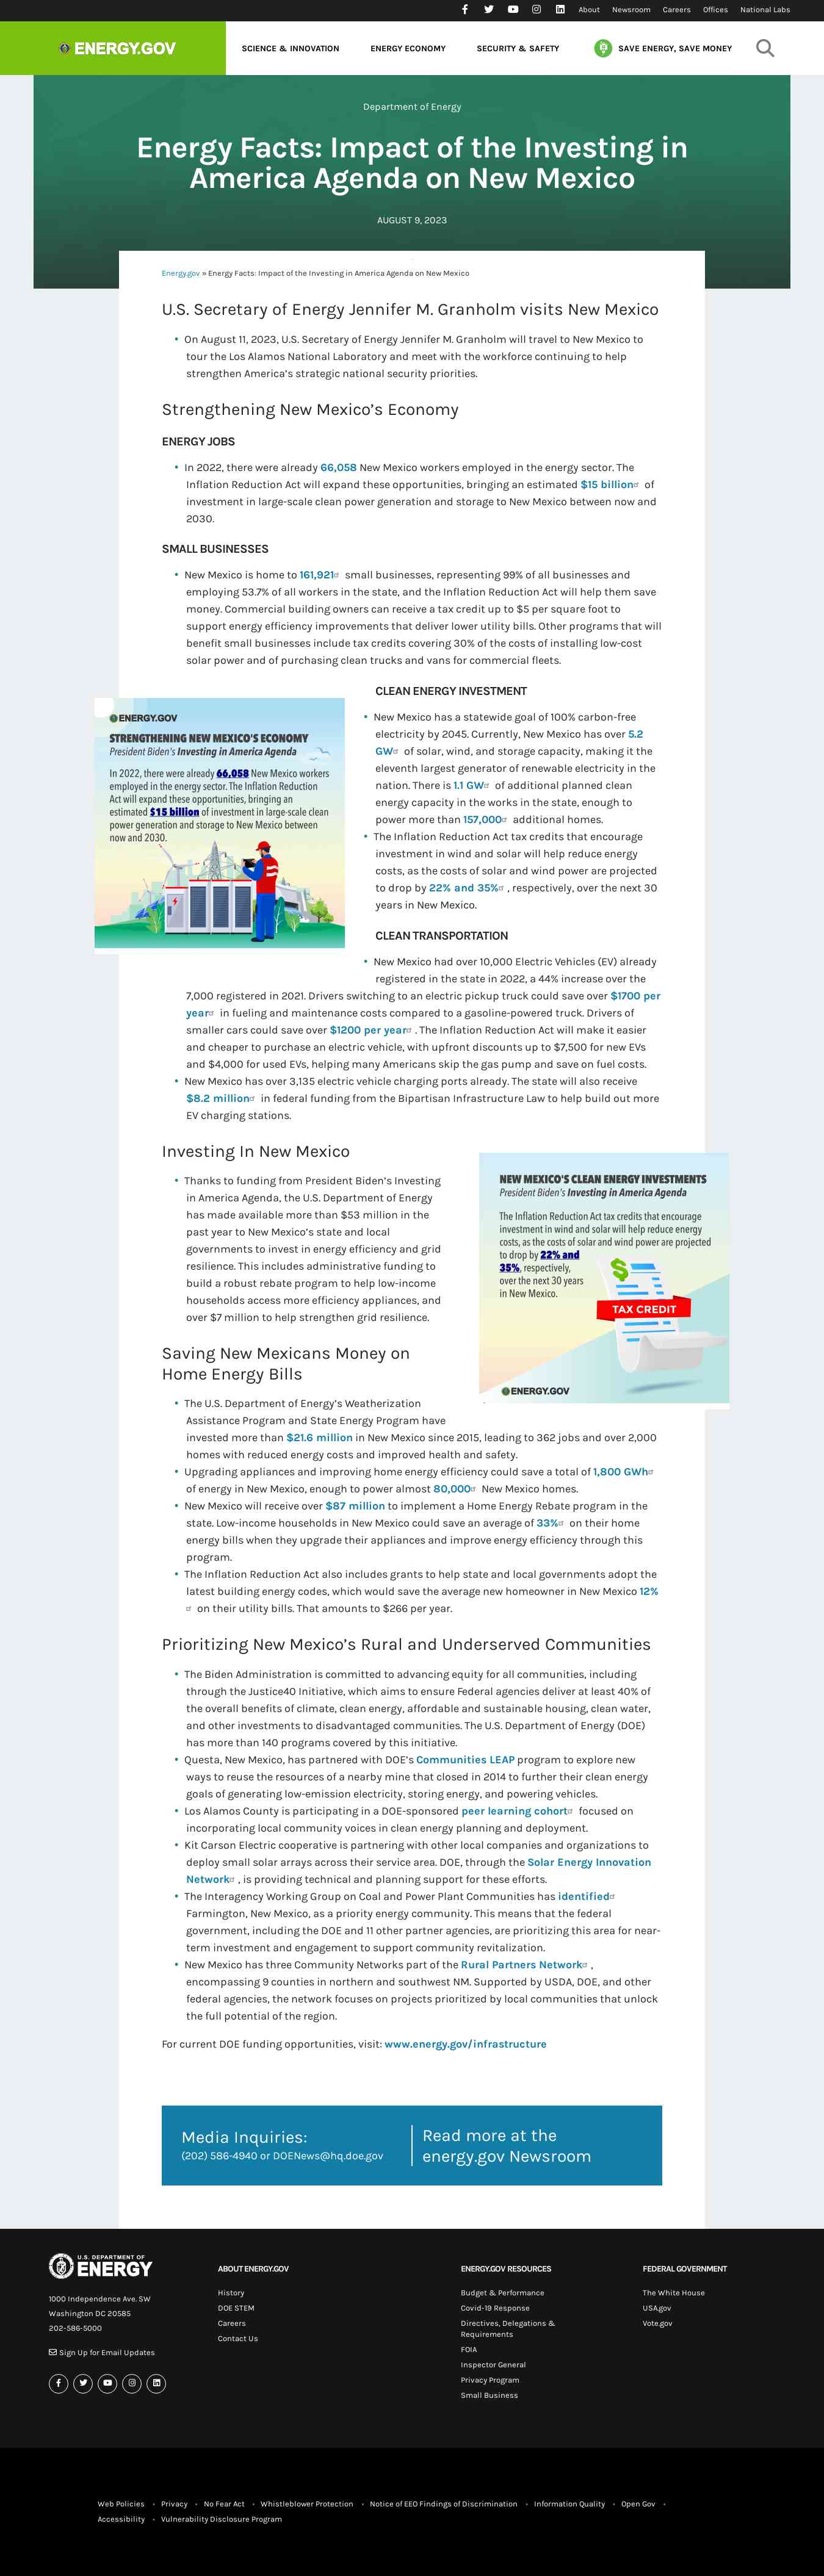 About Newsroom Careers Offices National Labs
ENERGY.GOV
SCIENCE & INNOVATION ENERGY ECONOMY SECURITY & SAFETY SAVE ENERGY, SAVE MONEY
Department of Energy
Energy Facts: Impact of the Investing in
America Agenda on New Mexico
AUGUST 9, 2023
Energy.gov » Energy Facts: Impact of the Investing in America Agenda on New Mexico
U.S. Secretary of Energy Jennifer M. Granholm visits New Mexico
• On August 11, 2023, U.S. Secretary of Energy Jennifer M. Granholm will travel to New Mexico to
tour the Los Alamos National Laboratory and meet with the workforce continuing to help
strengthen America’s strategic national security priorities.
Strengthening New Mexico’s Economy
ENERGY JOBS
• In 2022, there were already 66,058 New Mexico workers employed in the energy sector. The
Inflation Reduction Act will expand these opportunities, bringing an estimated $15 billion of
investment in large-scale clean power generation and storage to New Mexico between now and
2030.
SMALL BUSINESSES
• New Mexico is home to 161,921 small businesses, representing 99% of all businesses and
employing 53.7% of all workers in the state, and the Inflation Reduction Act will help them save
money. Commercial building owners can receive a tax credit up to $5 per square foot to
support energy efficiency improvements that deliver lower utility bills. Other programs that will
benefit small businesses include tax credits covering 30% of the costs of installing low-cost
solar power and of purchasing clean trucks and vans for commercial fleets.
ENERGY.GOV
STRENGTHENING NEW MEXICO'S ECONOMY
President Biden's Investing in America Agenda
In 2022, there were already 66,058 New Mexico workers
employed in the energy sector. The Inflation Reduction
Act will expand these opportunities, bringing an
estimated $15 billion of investment in large-scale clean
power generation and storage to New Mexico between
now and 2030.
CLEAN ENERGY INVESTMENT
• New Mexico has a statewide goal of 100% carbon-free
electricity by 2045. Currently, New Mexico has over 5.2
GW of solar, wind, and storage capacity, making it the
eleventh largest generator of renewable electricity in the
nation. There is 1.1 GW of additional planned clean
energy capacity in the works in the state, enough to
power more than 157,000 additional homes.
• The Inflation Reduction Act tax credits that encourage
investment in wind and solar will help reduce energy
costs, as the costs of solar and wind power are projected
to drop by 22% and 35% , respectively, over the next 30
years in New Mexico.
CLEAN TRANSPORTATION
• New Mexico had over 10,000 Electric Vehicles (EV) already
registered in the state in 2022, a 44% increase over the
7,000 registered in 2021. Drivers switching to an electric pickup truck could save over $1700 per
year in fueling and maintenance costs compared to a gasoline-powered truck. Drivers of
smaller cars could save over $1200 per year . The Inflation Reduction Act will make it easier
and cheaper to purchase an electric vehicle, with upfront discounts up to $7,500 for new EVs
and $4,000 for used EVs, helping many Americans skip the gas pump and save on fuel costs.
• New Mexico has over 3,135 electric vehicle charging ports already. The state will also receive
$8.2 million in federal funding from the Bipartisan Infrastructure Law to help build out more
EV charging stations.
Investing In New Mexico
• Thanks to funding from President Biden’s Investing
in America Agenda, the U.S. Department of Energy
has made available more than $53 million in the
past year to New Mexico’s state and local
governments to invest in energy efficiency and grid
resilience. This includes administrative funding to
build a robust rebate program to help low-income
households access more efficiency appliances, and
over $7 million to help strengthen grid resilience.
NEW MEXICO'S CLEAN ENERGY INVESTMENTS
President Biden's Investing in America Agenda
The Inflation Reduction Act tax credits that encourage
investment in wind and solar will help reduce energy
costs, as the costs of solar and wind power are projected
to drop by 22% and
35%, respectively,
over the next 30 years
in New Mexico.
$
TAX CREDIT
ENERGY.GOV
Saving New Mexicans Money on
Home Energy Bills
• The U.S. Department of Energy’s Weatherization
Assistance Program and State Energy Program have
invested more than $21.6 million in New Mexico since 2015, leading to 362 jobs and over 2,000
homes with reduced energy costs and improved health and safety.
• Upgrading appliances and improving home energy efficiency could save a total of 1,800 GWh
of energy in New Mexico, enough to power almost 80,000 New Mexico homes.
• New Mexico will receive over $87 million to implement a Home Energy Rebate program in the
state. Low-income households in New Mexico could save an average of 33% on their home
energy bills when they upgrade their appliances and improve energy efficiency through this
program.
• The Inflation Reduction Act also includes grants to help state and local governments adopt the
latest building energy codes, which would save the average new homeowner in New Mexico 12%
on their utility bills. That amounts to $266 per year.
Prioritizing New Mexico’s Rural and Underserved Communities
• The Biden Administration is committed to advancing equity for all communities, including
through the Justice40 Initiative, which aims to ensure Federal agencies deliver at least 40% of
the overall benefits of climate, clean energy, affordable and sustainable housing, clean water,
and other investments to disadvantaged communities. The U.S. Department of Energy (DOE)
has more than 140 programs covered by this initiative.
• Questa, New Mexico, has partnered with DOE’s Communities LEAP program to explore new
ways to reuse the resources of a nearby mine that closed in 2014 to further their clean energy
goals of generating low-emission electricity, storing energy, and powering vehicles.
• Los Alamos County is participating in a DOE-sponsored peer learning cohort focused on
incorporating local community voices in clean energy planning and deployment.
• Kit Carson Electric cooperative is partnering with other local companies and organizations to
deploy small solar arrays across their service area. DOE, through the Solar Energy Innovation
Network , is providing technical and planning support for these efforts.
• The Interagency Working Group on Coal and Power Plant Communities has identified
Farmington, New Mexico, as a priority energy community. This means that the federal
government, including the DOE and 11 other partner agencies, are prioritizing this area for near-
term investment and engagement to support community revitalization.
• New Mexico has three Community Networks part of the Rural Partners Network ,
encompassing 9 counties in northern and southwest NM. Supported by USDA, DOE, and other
federal agencies, the network focuses on projects prioritized by local communities that unlock
the full potential of the region.
For current DOE funding opportunities, visit: www.energy.gov/infrastructure
Media Inquiries:
(202) 586-4940 or DOENews@hq.doe.gov
Read more at the
energy.gov Newsroom
U.S. DEPARTMENT OF
ENERGY
1000 Independence Ave. SW
Washington DC 20585
202-586-5000
Sign Up for Email Updates
ABOUT ENERGY.GOV
History
DOE STEM
Careers
Contact Us
ENERGY.GOV RESOURCES
Budget & Performance
Covid-19 Response
Directives, Delegations &
Requirements
FOIA
Inspector General
Privacy Program
Small Business
FEDERAL GOVERNMENT
The White House
USA.gov
Vote.gov
Web Policies • Privacy • No Fear Act • Whistleblower Protection • Notice of EEO Findings of Discrimination • Information Quality • Open Gov •
Accessibility • Vulnerability Disclosure Program